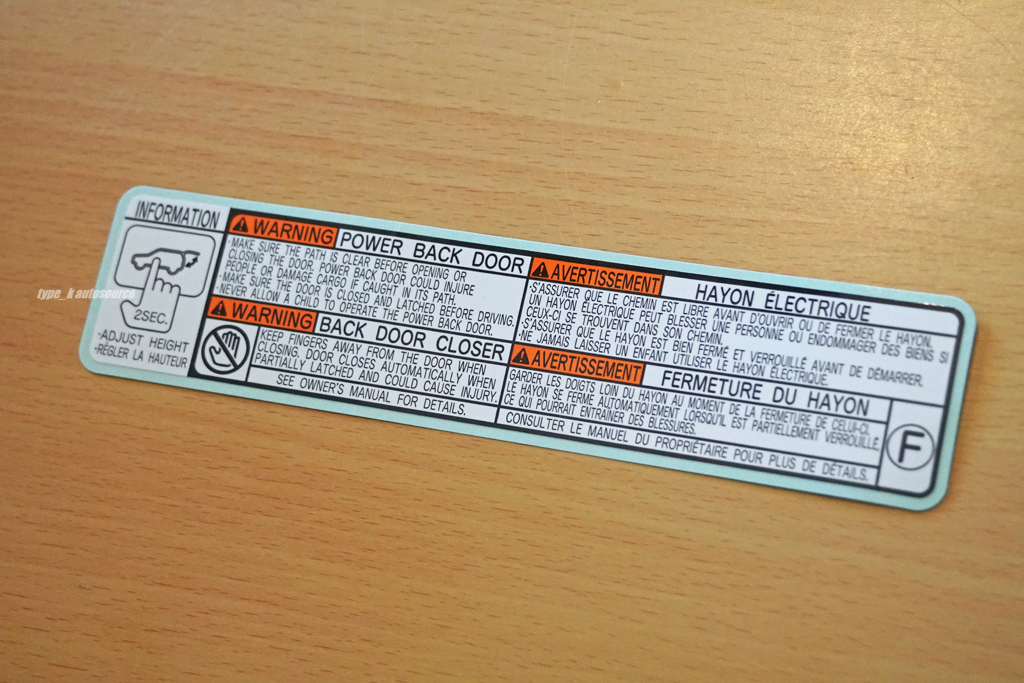 INFORMATION
2SEC.
·ADJUST HEIGHT
·RÉGLER LA HAUTEUR
WARNING POWER BACK DOOR
·MAKE SURE THE PATH IS CLEAR BEFORE OPENING OR
CLOSING THE DOOR. POWER BACK DOOR COULD INJURE
PEOPLE OR DAMAGE CARGO IF CAUGHT IN ITS PATH.
·MAKE SURE THE DOOR IS CLOSED AND LATCHED BEFORE DRIVING.
·NEVER ALLOW A CHILD TO OPERATE THE POWER BACK DOOR.
WARNING BACK DOOR CLOSER
KEEP FINGERS AWAY FROM THE DOOR WHEN
CLOSING. DOOR CLOSES AUTOMATICALLY WHEN
PARTIALLY LATCHED AND COULD CAUSE INJURY.
SEE OWNER'S MANUAL FOR DETAILS.
AVERTISSEMENT HAYON ÉLECTRIQUE
·S'ASSURER QUE LE CHEMIN EST LIBRE AVANT D'OUVRIR OU DE FERMER LE HAYON.
UN HAYON ÉLECTRIQUE PEUT BLESSER UNE PERSONNE OU ENDOMMAGER DES BIENS SI
CEUX-CI SE TROUVENT DANS SON CHEMIN.
·S'ASSURER QUE LE HAYON EST BIEN FERMÉ ET VERROUILLÉ AVANT DE DÉMARRER.
·NE JAMAIS LAISSER UN ENFANT UTILISER LE HAYON ÉLECTRIQUE.
AVERTISSEMENT FERMETURE DU HAYON
GARDER LES DOIGTS LOIN DU HAYON AU MOMENT DE LA FERMETURE DE CELUI-CI.
LE HAYON SE FERME AUTOMATIQUEMENT LORSQU'IL EST PARTIELLEMENT VERROUILLÉ
CE QUI POURRAIT ENTRAÎNER DES BLESSURES.
CONSULTER LE MANUEL DU PROPRIÉTAIRE POUR PLUS DE DÉTAILS.
F
type_k autosource